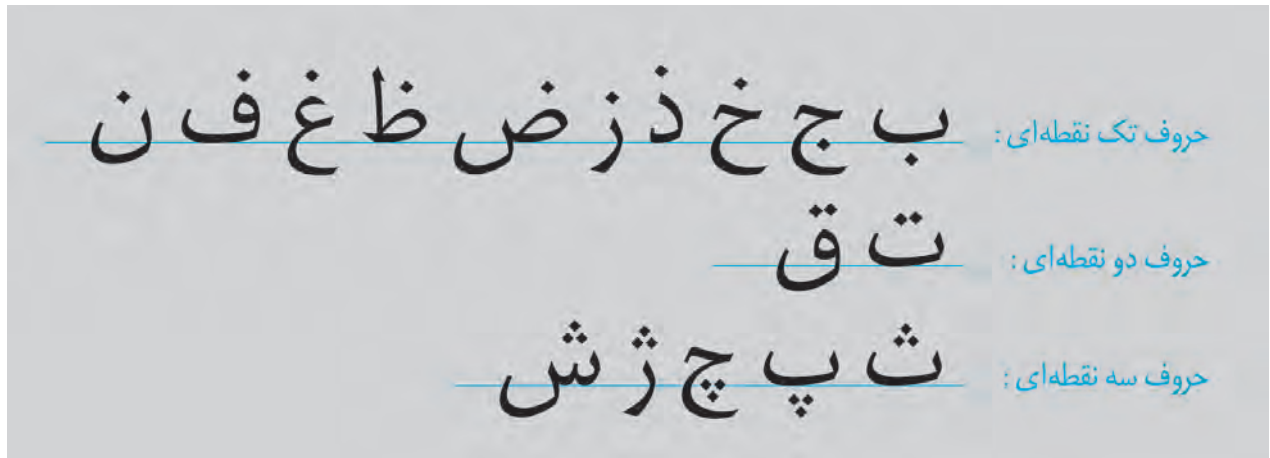 حروف تک نقطه‌ای : ب ج خ ذ ز ض ظ غ ف ن
حروف دو نقطه‌ای : ت ق
حروف سه نقطه‌ای : ث پ چ ژ ش